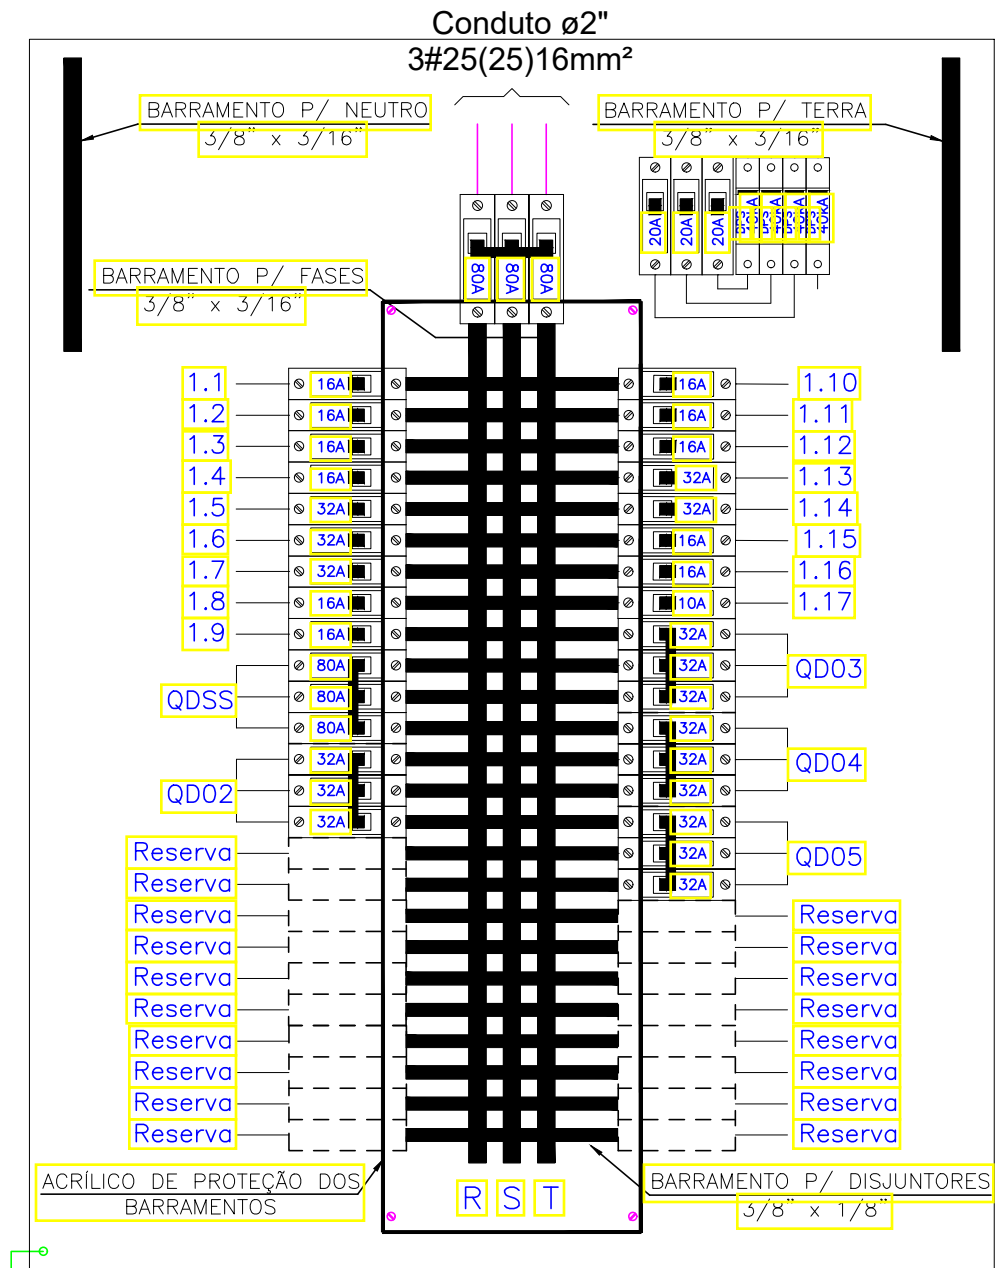 Conduto ø2"
3#25(25)16mm²
BARRAMENTO P/ NEUTRO
3/8" x 3/16"
BARRAMENTO P/ TERRA
3/8" x 3/16"
20A
20A
20A
40KA
40KA
40KA
40KA
80A
80A
80A
BARRAMENTO P/ FASES
3/8" x 3/16"
1.1 16A 16A 1.10
1.2 16A 16A 1.11
1.3 16A 16A 1.12
1.4 16A 32A 1.13
1.5 32A 32A 1.14
1.6 32A 16A 1.15
1.7 32A 16A 1.16
1.8 16A 10A 1.17
1.9 16A 32A
80A 32A QD03
QDSS 80A 32A
80A 32A
32A 32A QD04
QD02 32A 32A
32A 32A
Reserva 32A QD05
Reserva 32A
Reserva Reserva
Reserva Reserva
Reserva Reserva
Reserva Reserva
Reserva Reserva
Reserva Reserva
Reserva Reserva
Reserva Reserva
ACRÍLICO DE PROTEÇÃO DOS
BARRAMENTOS
R S T
BARRAMENTO P/ DISJUNTORES
3/8" x 1/8"